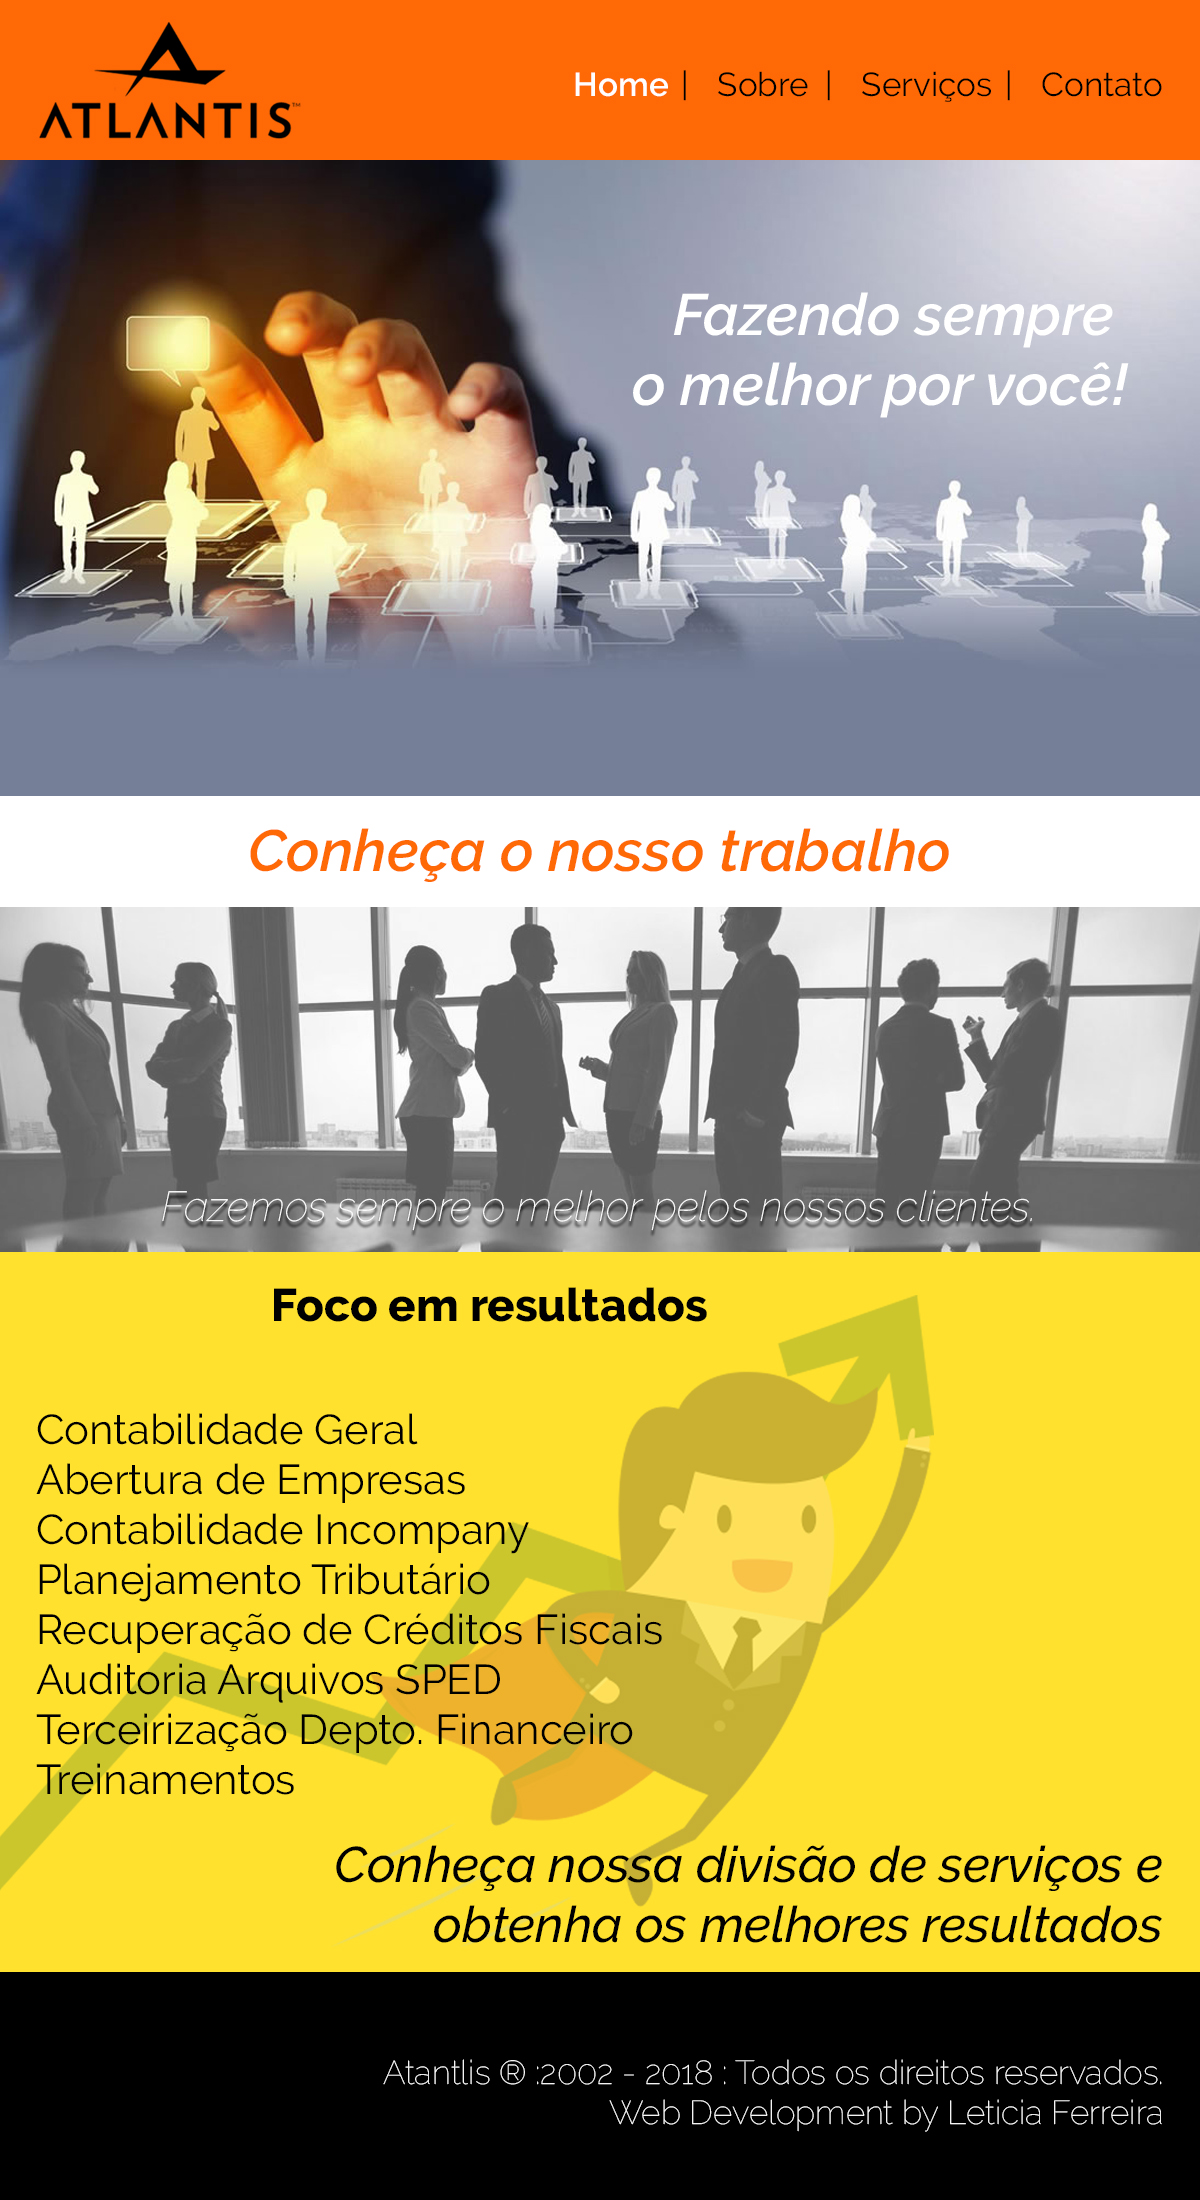 ATLANTIS™
Home | Sobre | Serviços | Contato
Fazendo sempre
o melhor por você!
Conheça o nosso trabalho
Fazemos sempre o melhor pelos nossos clientes.
Foco em resultados
Contabilidade Geral
Abertura de Empresas
Contabilidade Incompany
Planejamento Tributário
Recuperação de Créditos Fiscais
Auditoria Arquivos SPED
Terceirização Depto. Financeiro
Treinamentos
Conheça nossa divisão de serviços e
obtenha os melhores resultados
Atantlis ® :2002 - 2018 : Todos os direitos reservados.
Web Development by Leticia Ferreira